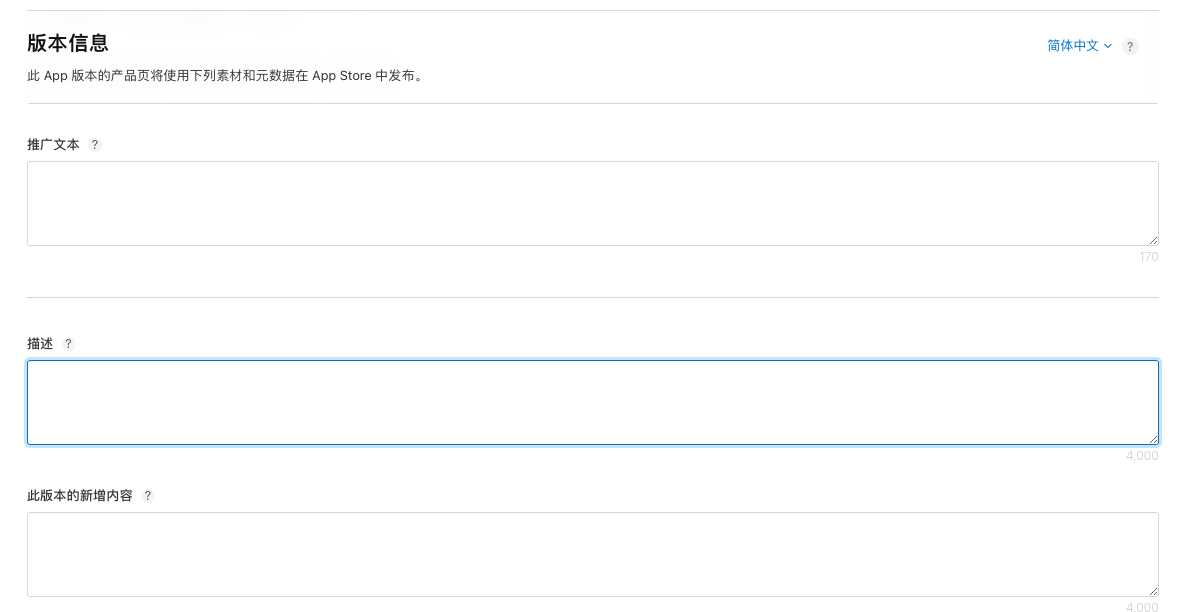 版本信息
简体中文
?
此 App 版本的产品页将使用下列素材和元数据在 App Store 中发布。
推广文本 ?
170
描述 ?
4,000
此版本的新增内容 ?
4,000